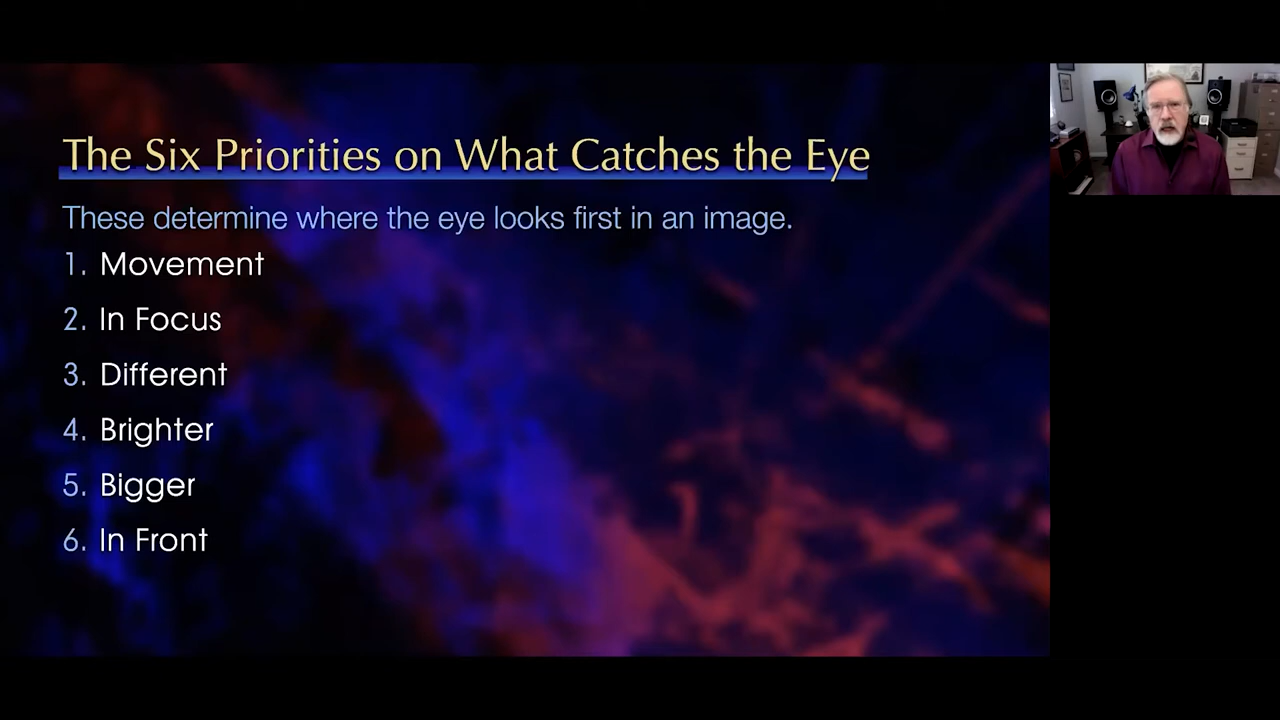 The Six Priorities on What Catches the Eye
These determine where the eye looks first in an image.
1. Movement
2. In Focus
3. Different
4. Brighter
5. Bigger
6. In Front